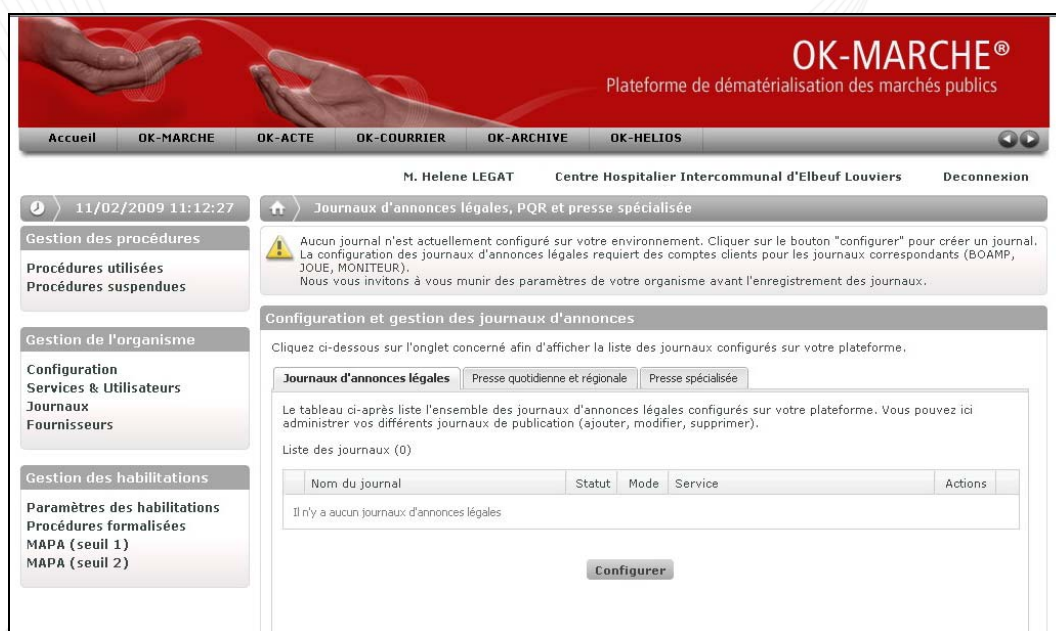 OK-MARCHE®
Plateforme de dématérialisation des marchés publics
Accueil OK-MARCHE OK-ACTE OK-COURRIER OK-ARCHIVE OK-HELIOS
M. Helene LEGAT Centre Hospitalier Intercommunal d'Elbeuf Louviers Deconnexion
11/02/2009 11:12:27
Gestion des procédures
Procédures utilisées
Procédures suspendues
Gestion de l'organisme
Configuration
Services & Utilisateurs
Journaux
Fournisseurs
Gestion des habilitations
Paramètres des habilitations
Procédures formalisées
MAPA (seuil 1)
MAPA (seuil 2)
Journaux d'annonces légales, PQR et presse spécialisée
Aucun journal n'est actuellement configuré sur votre environnement. Cliquer sur le bouton "configurer" pour créer un journal.
La configuration des journaux d'annonces légales requiert des comptes clients pour les journaux correspondants (BOAMP,
JOUE, MONITEUR).
Nous vous invitons à vous munir des paramètres de votre organisme avant l'enregistrement des journaux.
Configuration et gestion des journaux d'annonces
Cliquez ci-dessous sur l'onglet concerné afin d'afficher la liste des journaux configurés sur votre plateforme.
Journaux d'annonces légales Presse quotidienne et régionale Presse spécialisée
Le tableau ci-après liste l'ensemble des journaux d'annonces légales configurés sur votre plateforme. Vous pouvez ici
administrer vos différents journaux de publication (ajouter, modifier, supprimer).
Liste des journaux (0)
Nom du journal Statut Mode Service Actions
Il n'y a aucun journaux d'annonces légales
Configurer